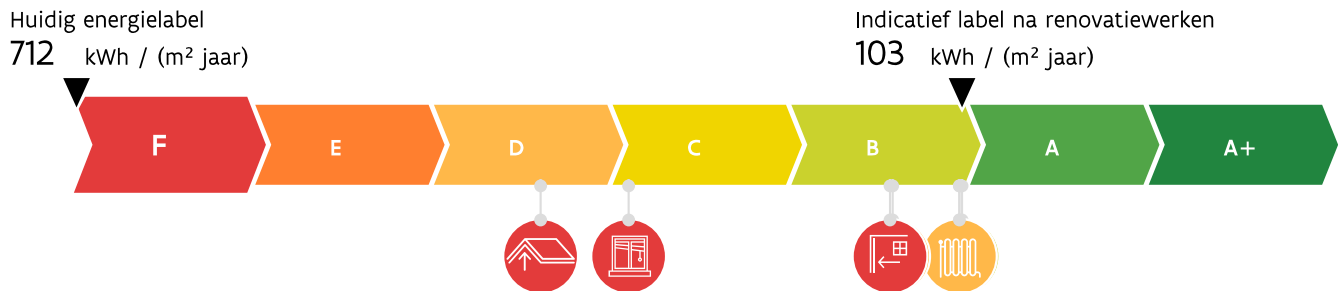 Huidig energielabel
712 kWh / (m² jaar)
Indicatief label na renovatiewerken
103 kWh / (m² jaar)
F E D C B A A+